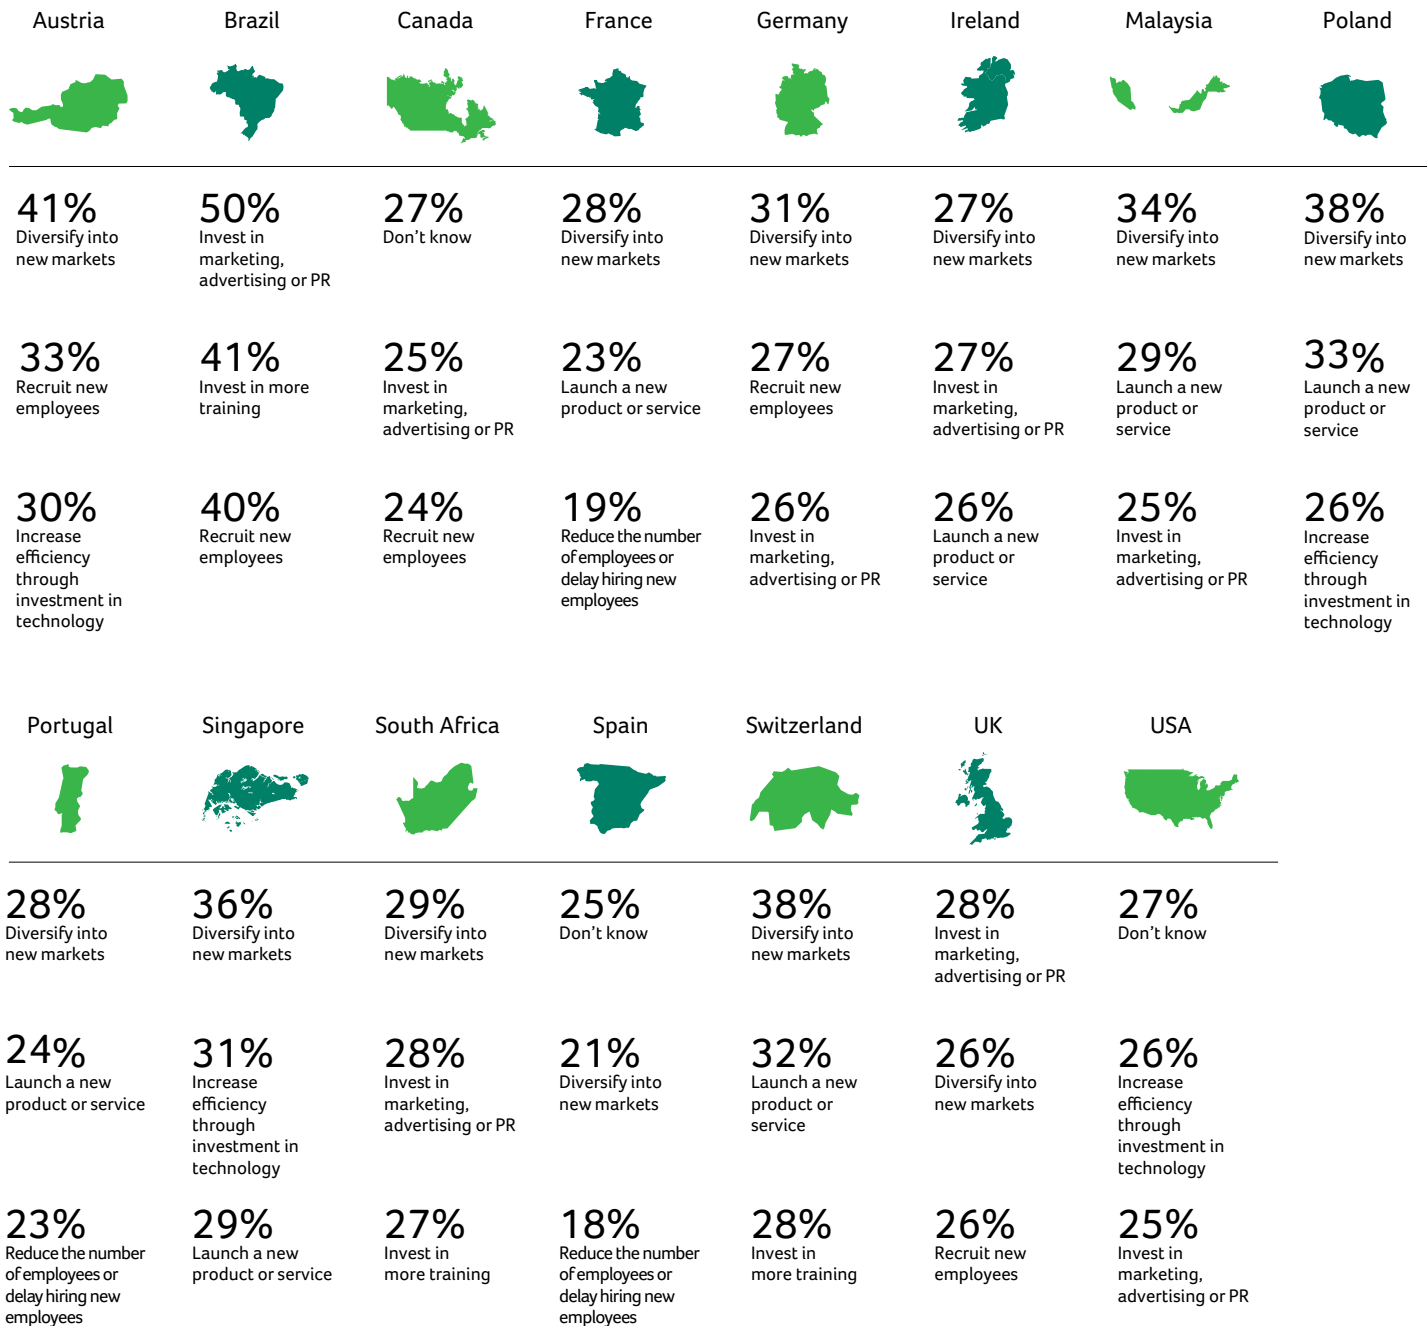 Austria
Brazil
Canada
France
Germany
Ireland
Malaysia
Poland
41%
Diversify into
new markets
50%
Invest in
marketing,
advertising or PR
27%
Don't know
28%
Diversify into
new markets
31%
Diversify into
new markets
27%
Diversify into
new markets
34%
Diversify into
new markets
38%
Diversify into
new markets
33%
Recruit new
employees
41%
Invest in more
training
25%
Invest in
marketing,
advertising or PR
23%
Launch a new
product or service
27%
Recruit new
employees
27%
Invest in
marketing,
advertising or PR
29%
Launch a new
product or
service
33%
Launch a new
product or
service
30%
Increase
efficiency
through
investment in
technology
40%
Recruit new
employees
24%
Recruit new
employees
19%
Reduce the number
of employees or
delay hiring new
employees
26%
Invest in
marketing,
advertising or PR
26%
Launch a new
product or
service
25%
Invest in
marketing,
advertising or PR
26%
Increase
efficiency
through
investment in
technology
Portugal
Singapore
South Africa
Spain
Switzerland
UK
USA
28%
Diversify into
new markets
36%
Diversify into
new markets
29%
Diversify into
new markets
25%
Don't know
38%
Diversify into
new markets
28%
Invest in
marketing,
advertising or PR
27%
Don't know
24%
Launch a new
product or service
31%
Increase
efficiency
through
investment in
technology
28%
Invest in
marketing,
advertising or PR
21%
Diversify into
new markets
32%
Launch a new
product or
service
26%
Diversify into
new markets
26%
Increase
efficiency
through
investment in
technology
23%
Reduce the number
of employees or
delay hiring new
employees
29%
Launch a new
product or service
27%
Invest in
more training
18%
Reduce the number
of employees or
delay hiring new
employees
28%
Invest in
more training
26%
Recruit new
employees
25%
Invest in
marketing,
advertising or PR